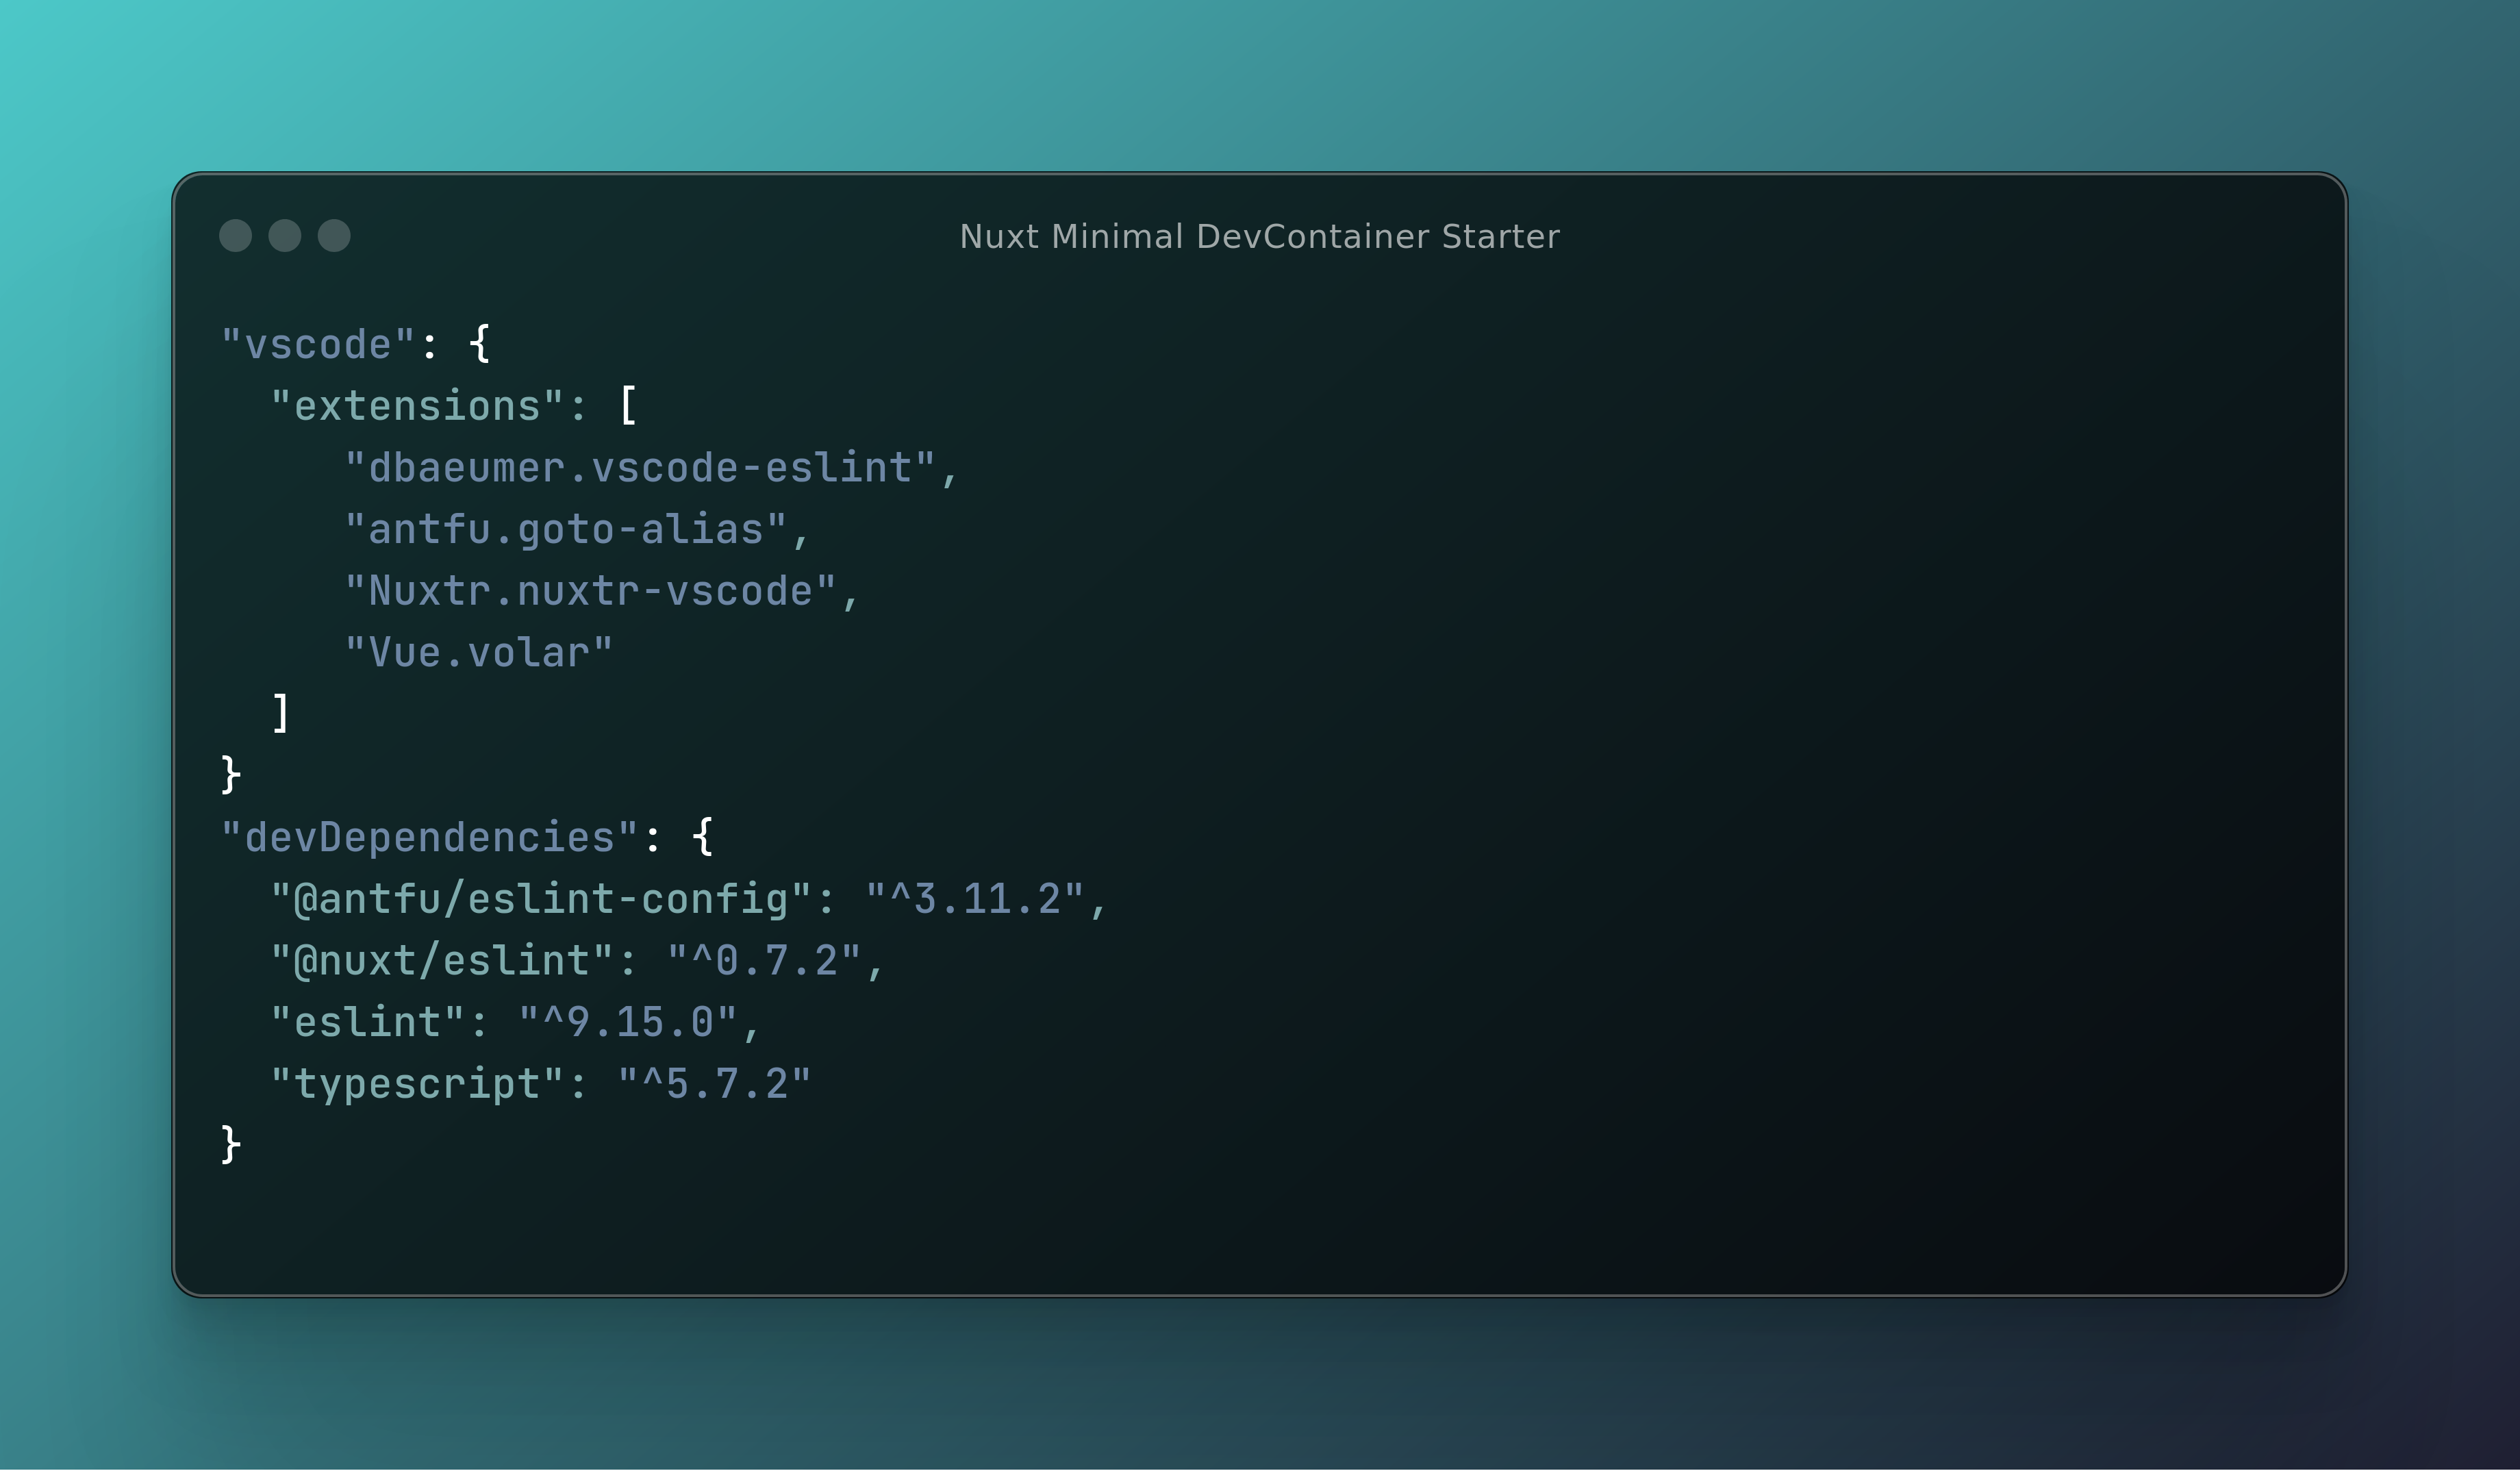 Nuxt Minimal DevContainer Starter
"vscode": {
  "extensions": [
     "dbaeumer.vscode-eslint",
     "antfu.goto-alias",
     "Nuxtr.nuxtr-vscode",
     "Vue.volar"
  ]
}
"devDependencies": {
  "@antfu/eslint-config": "^3.11.2",
  "@nuxt/eslint": "^0.7.2",
  "eslint": "^9.15.0",
  "typescript": "^5.7.2"
}